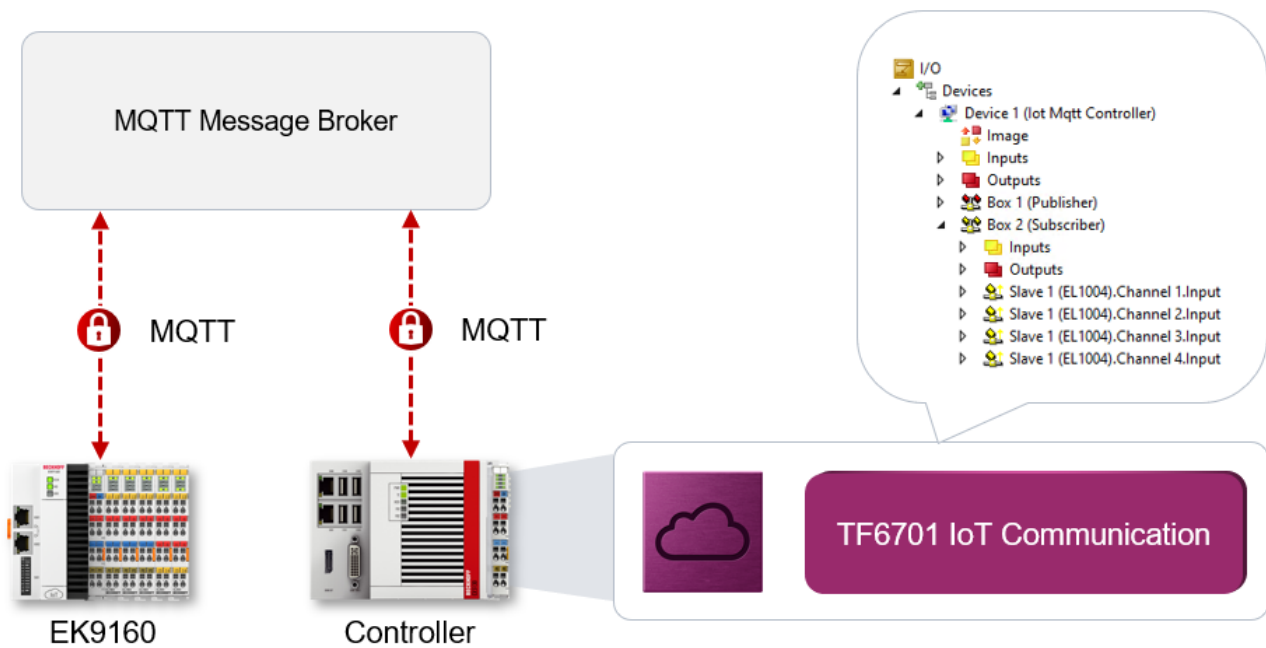 MQTT Message Broker
MQTT
MQTT
EK9160
Controller
I/O
Devices
Device 1 (Iot Mqtt Controller)
Image
Inputs
Outputs
Box 1 (Publisher)
Box 2 (Subscriber)
Inputs
Outputs
Slave 1 (EL1004).Channel 1.Input
Slave 1 (EL1004).Channel 2.Input
Slave 1 (EL1004).Channel 3.Input
Slave 1 (EL1004).Channel 4.Input
TF6701 IoT Communication
BECKHOFF
BECKHOFF